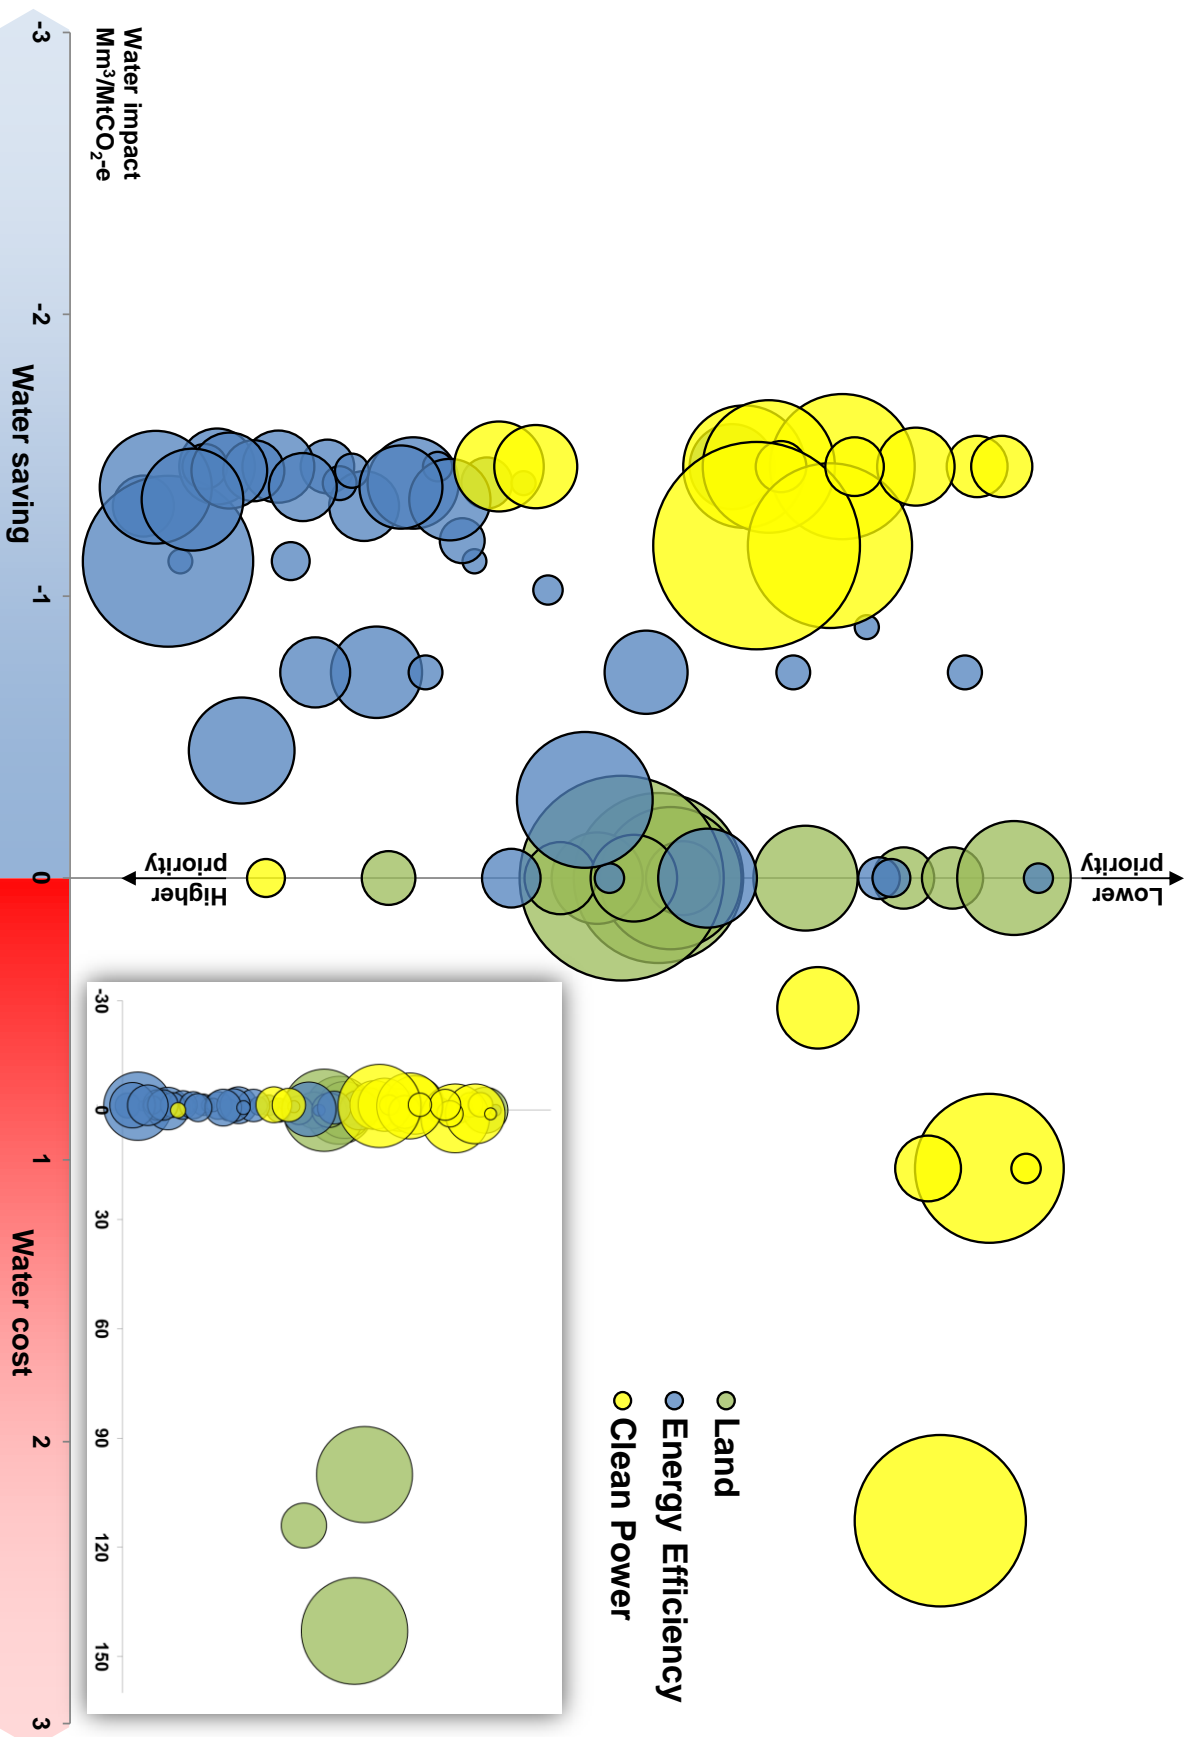 Lower
priority
Higher
priority
Land
Energy Efficiency
Clean Power
Water impact
Mm³/MtCO₂-e
-3
-2
-1
0
1
2
3
Water saving
Water cost
-30
0
30
60
90
120
150